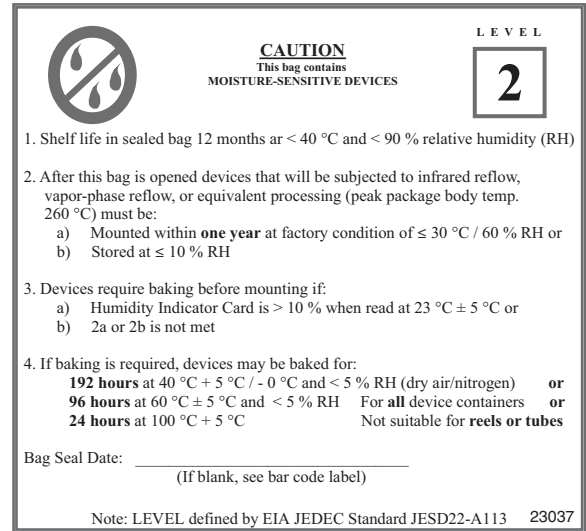 L E V E L
CAUTION
This bag contains
MOISTURE-SENSITIVE DEVICES
2
1. Shelf life in sealed bag 12 months ar < 40 °C and < 90 % relative humidity (RH)
2. After this bag is opened devices that will be subjected to infrared reflow,
vapor-phase reflow, or equivalent processing (peak package body temp.
260 °C) must be:
a) Mounted within one year at factory condition of ≤ 30 °C / 60 % RH or
b) Stored at ≤ 10 % RH
3. Devices require baking before mounting if:
a) Humidity Indicator Card is > 10 % when read at 23 °C ± 5 °C or
b) 2a or 2b is not met
4. If baking is required, devices may be baked for:
192 hours at 40 °C + 5 °C / - 0 °C and < 5 % RH (dry air/nitrogen) or
96 hours at 60 °C ± 5 °C and < 5 % RH For all device containers or
24 hours at 100 °C + 5 °C Not suitable for reels or tubes
Bag Seal Date: ___________________________________
(If blank, see bar code label)
Note: LEVEL defined by EIA JEDEC Standard JESD22-A113 23037